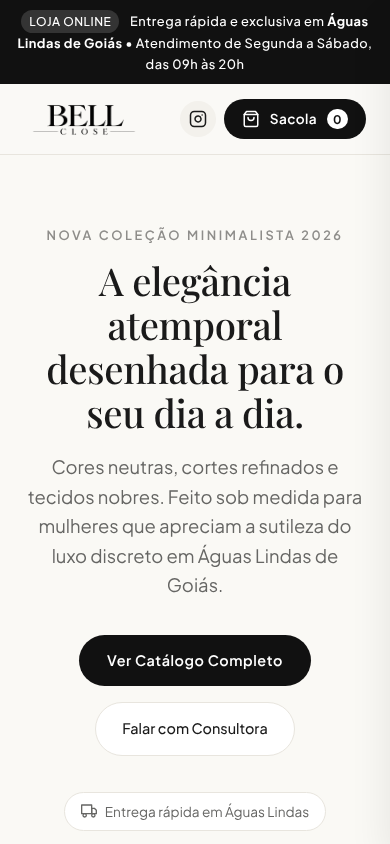 LOJA ONLINE Entrega rápida e exclusiva em Águas
Lindas de Goiás • Atendimento de Segunda a Sábado,
das 09h às 20h
BELL
CLOSE
Sacola 0
NOVA COLEÇÃO MINIMALISTA 2026
A elegância
atemporal
desenhada para o
seu dia a dia.
Cores neutras, cortes refinados e
tecidos nobres. Feito sob medida para
mulheres que apreciam a sutileza do
luxo discreto em Águas Lindas de
Goiás.
Ver Catálogo Completo
Falar com Consultora
Entrega rápida em Águas Lindas